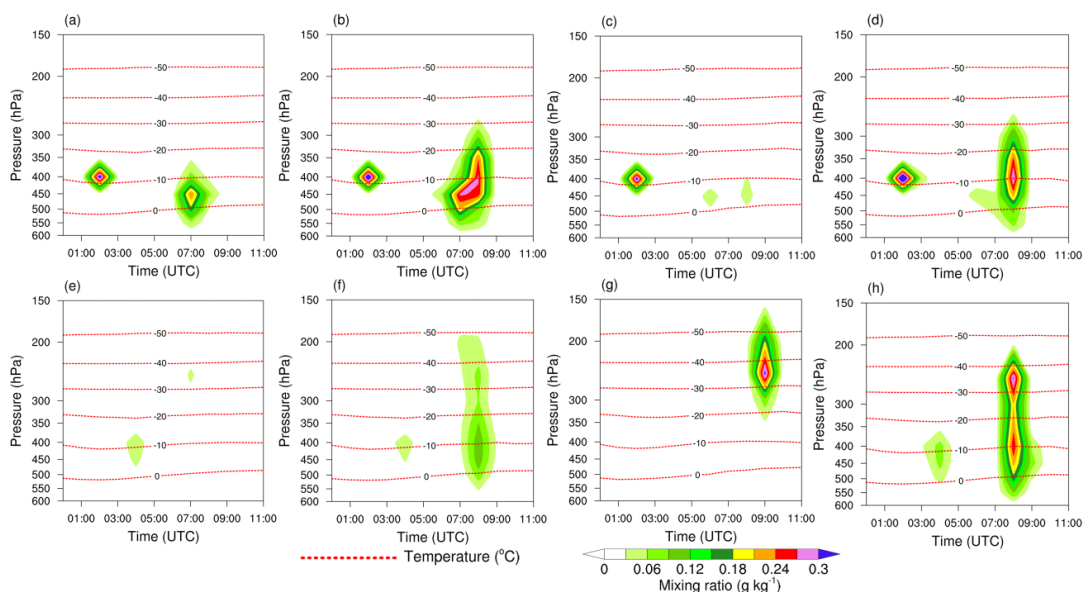 (a) (b) (c) (d)
150 150 150 150
-50 -50 -50 -50
200 200 200 200
-40 -40 -40 -40
-30 -30 -30 -30
300 300 300 300
-20 -20 -20 -20
350 350 350 350
400 400 400 400
-10 -10 -10 -10
450 450 450 450
500 500 500 500
0 0 0 0
550 550 550 550
600 600 600 600
Pressure (hPa) Pressure (hPa) Pressure (hPa) Pressure (hPa)
01:00 03:00 05:00 07:00 09:00 11:00 01:00 03:00 05:00 07:00 09:00 11:00 01:00 03:00 05:00 07:00 09:00 11:00 01:00 03:00 05:00 07:00 09:00 11:00
Time (UTC) Time (UTC) Time (UTC) Time (UTC)
(e) (f) (g) (h)
150 150 150 150
-50 -50 -50 -50
200 200 200 200
-40 -40 -40 -40
-30 -30 -30 -30
300 300 300 300
-20 -20 -20 -20
350 350 350 350
400 400 400 400
-10 -10 -10 -10
450 450 450 450
500 500 500 500
0 0 0 0
550 550 550 550
600 600 600 600
Pressure (hPa) Pressure (hPa) Pressure (hPa) Pressure (hPa)
01:00 03:00 05:00 07:00 09:00 11:00 01:00 03:00 05:00 07:00 09:00 11:00 01:00 03:00 05:00 07:00 09:00 11:00 01:00 03:00 05:00 07:00 09:00 11:00
Time (UTC) Time (UTC) Time (UTC) Time (UTC)
Temperature (°C)
0 0.06 0.12 0.18 0.24 0.3
Mixing ratio (g kg⁻¹)